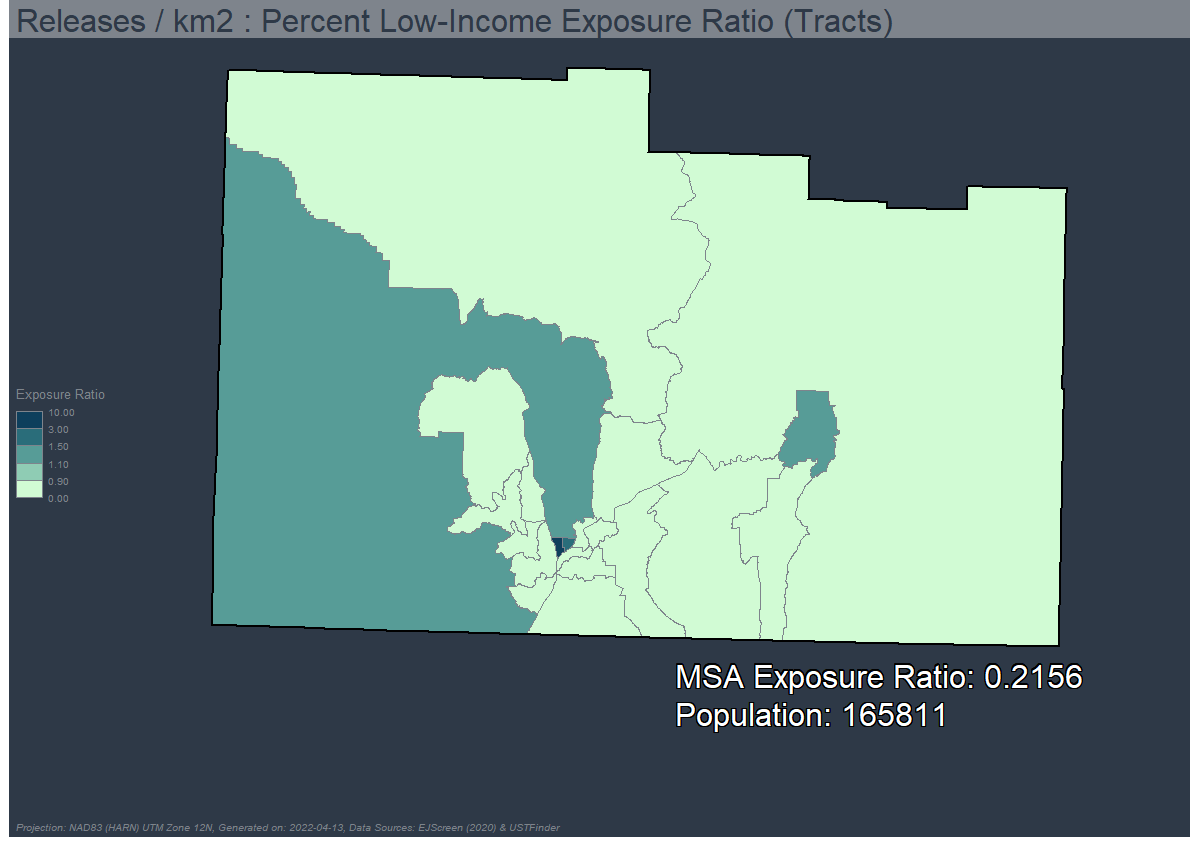 Releases / km2 : Percent Low-Income Exposure Ratio (Tracts)
Exposure Ratio
10.00
3.00
1.50
1.10
0.90
0.00
MSA Exposure Ratio: 0.2156
Population: 165811
Projection: NAD83 (HARN) UTM Zone 12N, Generated on: 2022-04-13, Data Sources: EJScreen (2020) & USTFinder